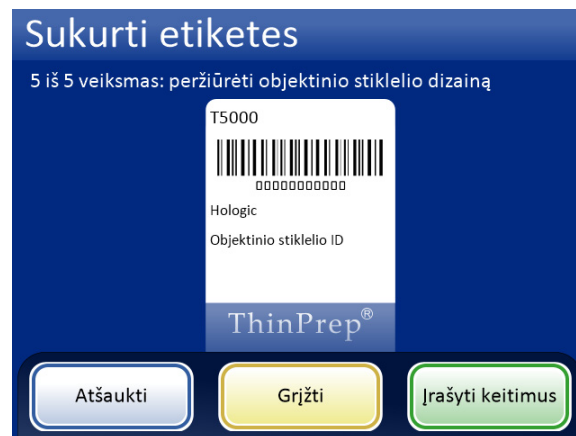 Sukurti etiketes
5 iš 5 veiksmas: peržiūrėti objektinio stiklelio dizainą
T5000
00000000000
Hologic
Objektinio stiklelio ID
ThinPrep®
Atšaukti
Grįžti
Įrašyti keitimus